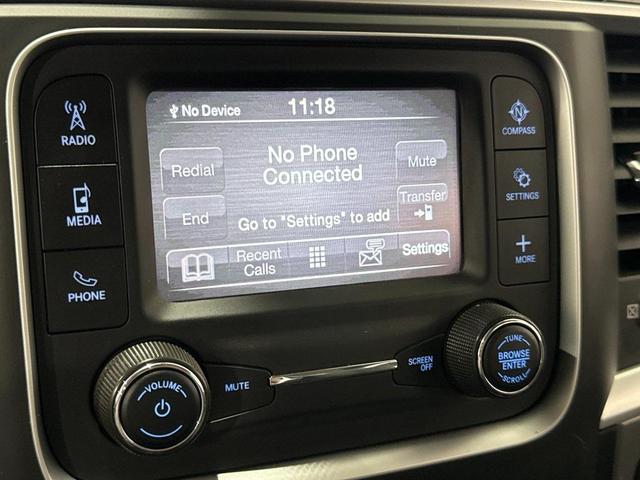 RADIO
MEDIA
PHONE
No Device
11:18
Redial
No Phone
Connected
Mute
End
Go to "Settings" to add
Transfer
Recent
Calls
Settings
N
COMPASS
SETTINGS
MORE
VOLUME
MUTE
SCREEN
OFF
TUNE
BROWSE
ENTER
SCROLL